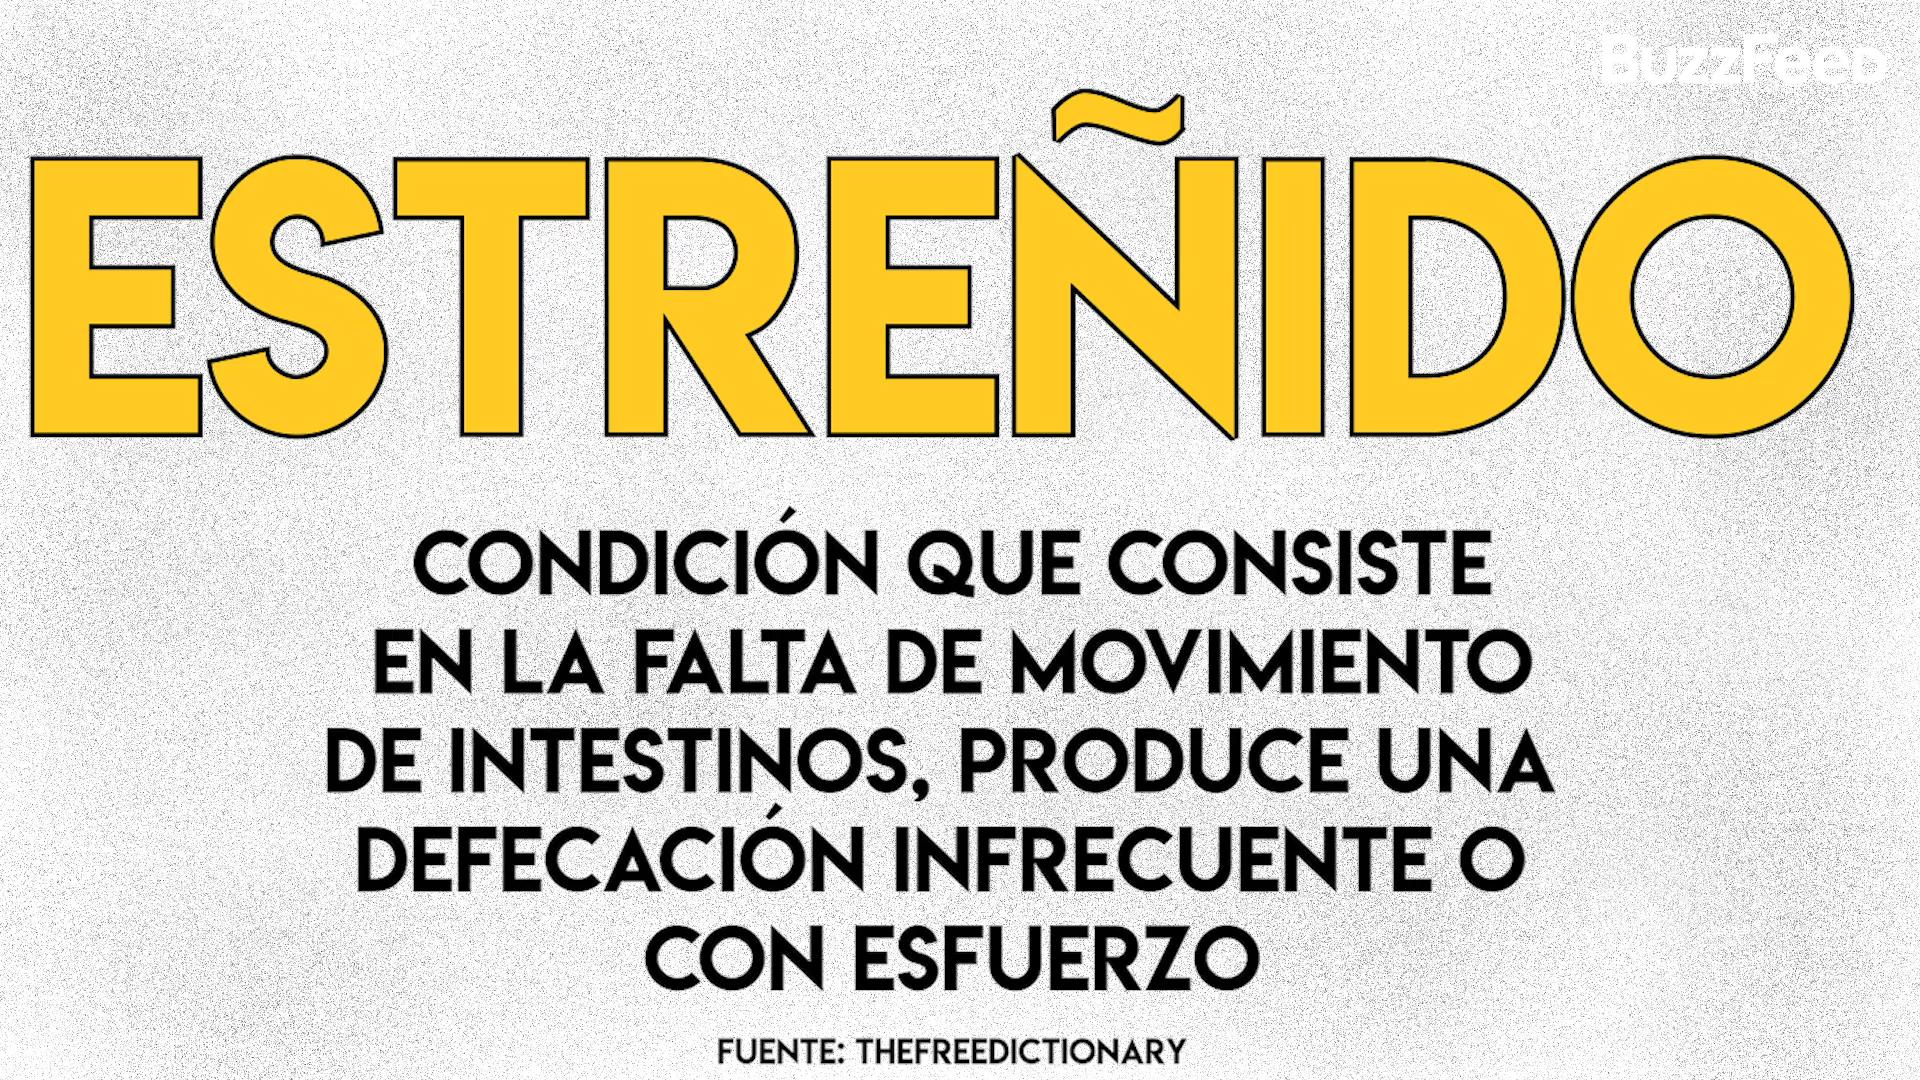 BuzzFeed
ESTREÑIDO
CONDICIÓN QUE CONSISTE
EN LA FALTA DE MOVIMIENTO
DE INTESTINOS, PRODUCE UNA
DEFECACIÓN INFRECUENTE O
CON ESFUERZO
FUENTE: THEFREEDICTIONARY